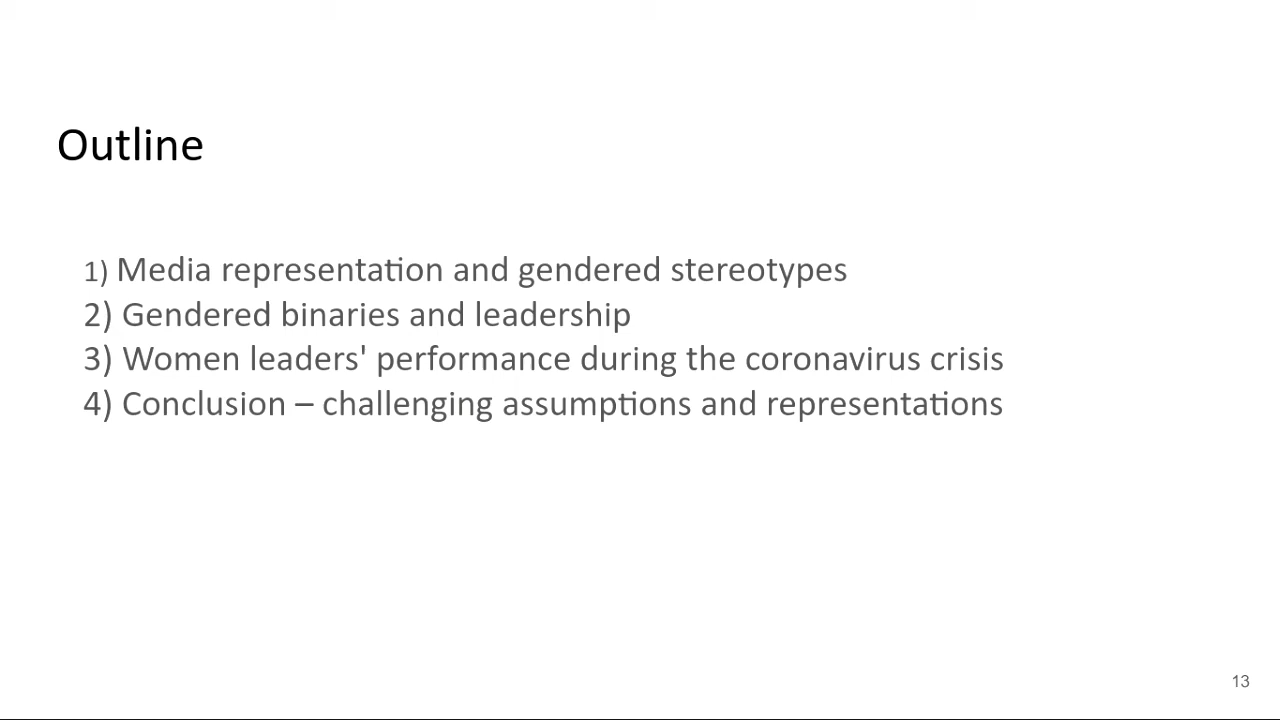 Outline
1) Media representation and gendered stereotypes
2) Gendered binaries and leadership
3) Women leaders' performance during the coronavirus crisis
4) Conclusion – challenging assumptions and representations
13